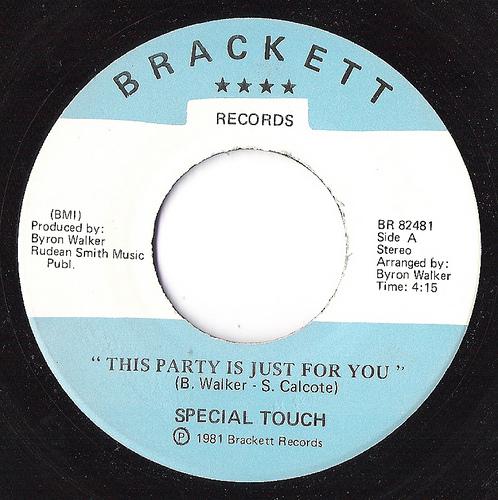 BRACKETT
★★★★
RECORDS
(BMI)
Produced by:
Byron Walker
Rudean Smith Music
Publ.
BR 82481
Side A
Stereo
Arranged by:
Byron Walker
Time: 4:15
“ THIS PARTY IS JUST FOR YOU ”
(B. Walker - S. Calcote)
SPECIAL TOUCH
Ⓟ 1981 Brackett Records